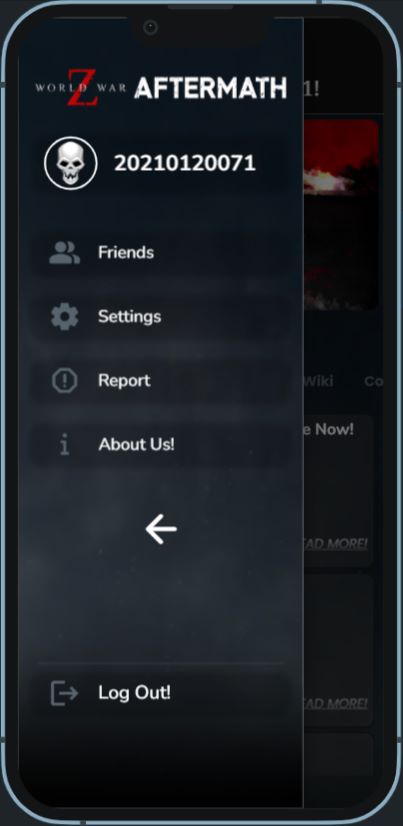 WORLD WAR Z AFTERMATH
1!
20210120071
Friends
Settings
Report
Wiki
Co
About Us!
e Now!
EAD MORE!
Log Out!
EAD MORE!